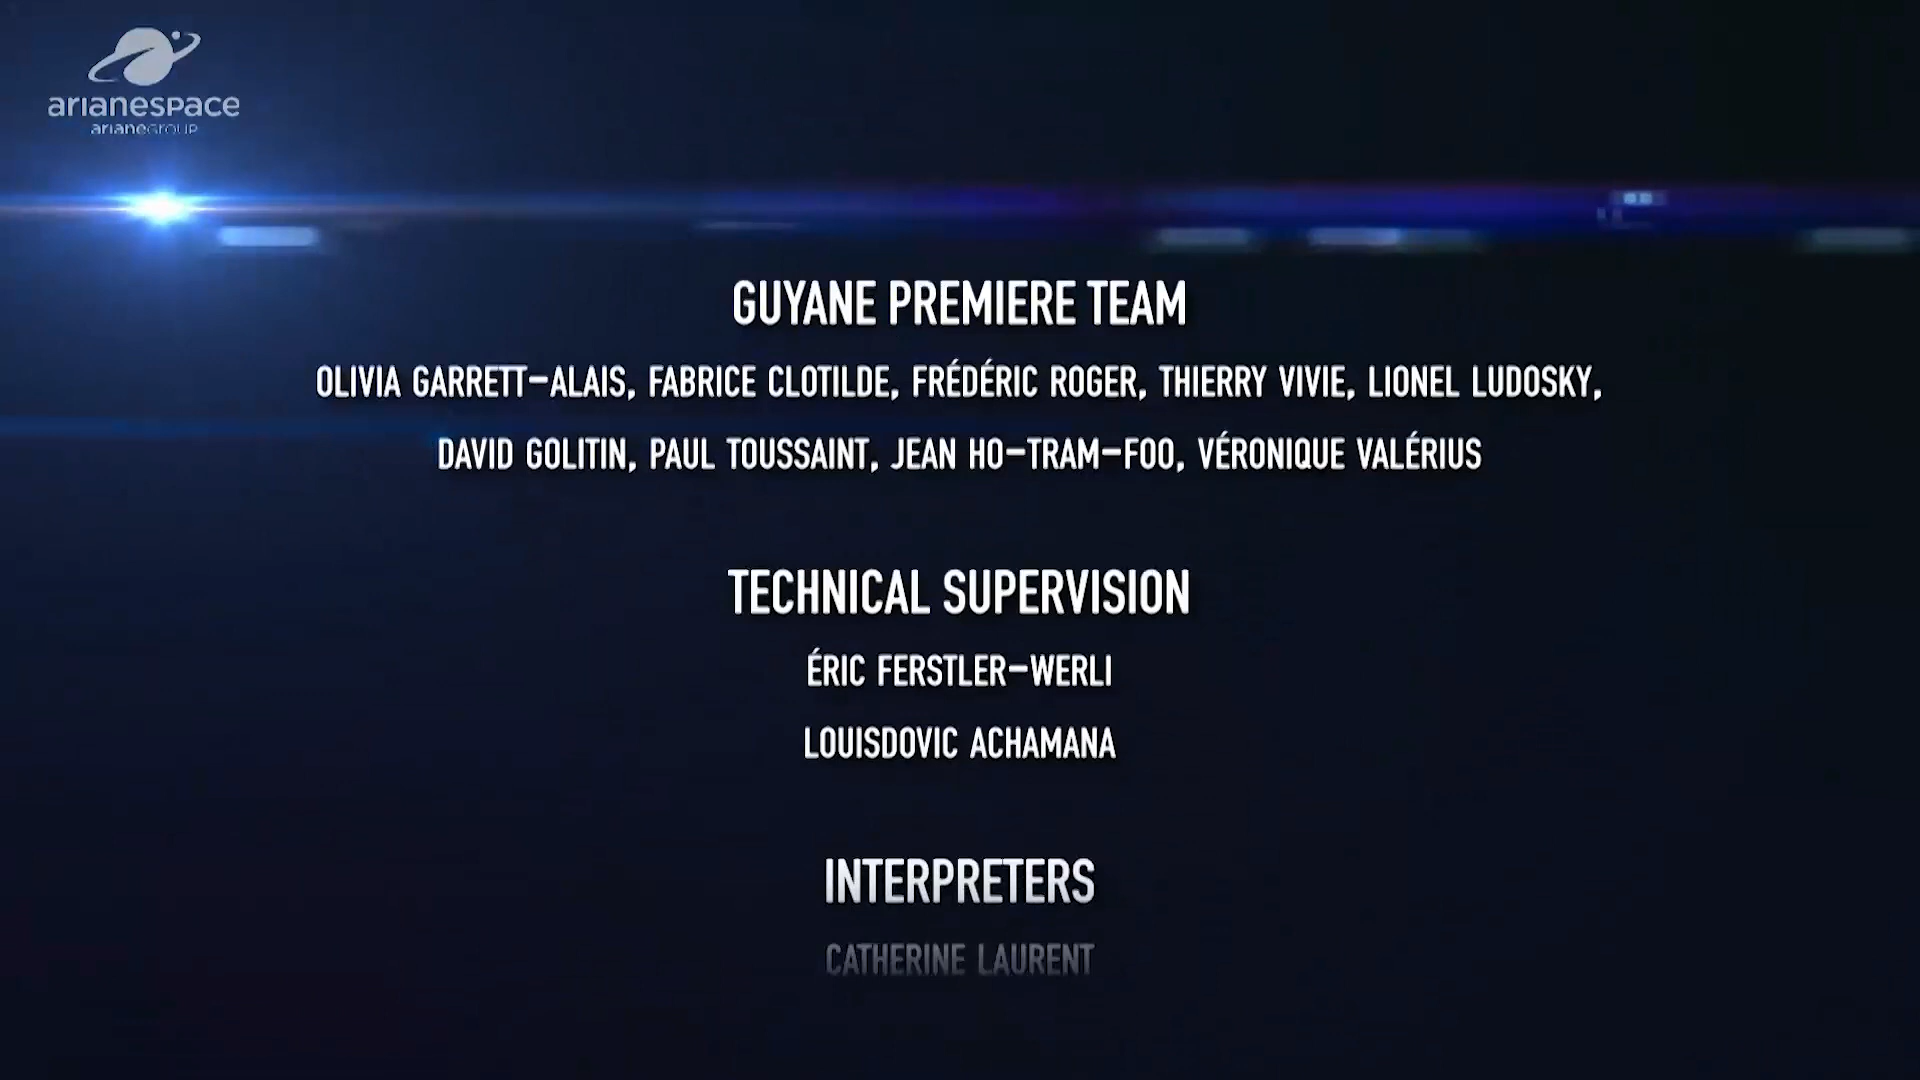 arianespace
arianeGROUP
GUYANE PREMIERE TEAM
OLIVIA GARRETT-ALAIS, FABRICE CLOTILDE, FRÉDÉRIC ROGER, THIERRY VIVIE, LIONEL LUDOSKY,
DAVID GOLITIN, PAUL TOUSSAINT, JEAN HO-TRAM-FOO, VÉRONIQUE VALÉRIUS
TECHNICAL SUPERVISION
ÉRIC FERSTLER-WERLI
LOUISDOVIC ACHAMANA
INTERPRETERS
CATHERINE LAURENT